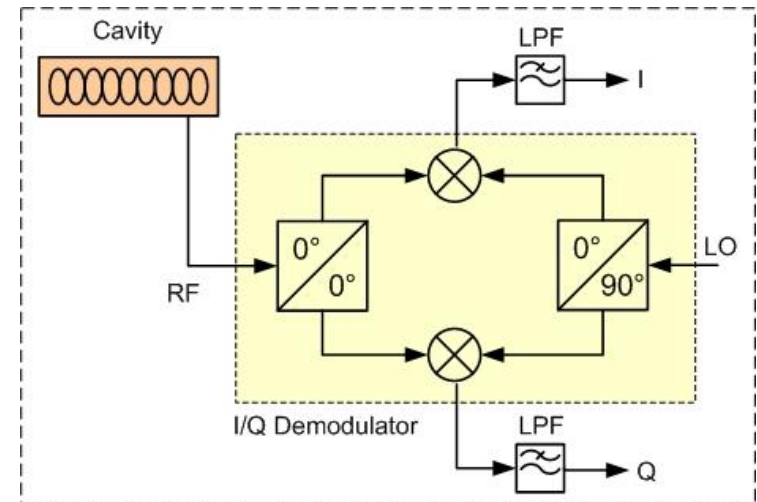 Cavity
LPF
I
0°
0°
0°
90°
LO
RF
I/Q Demodulator
LPF
Q